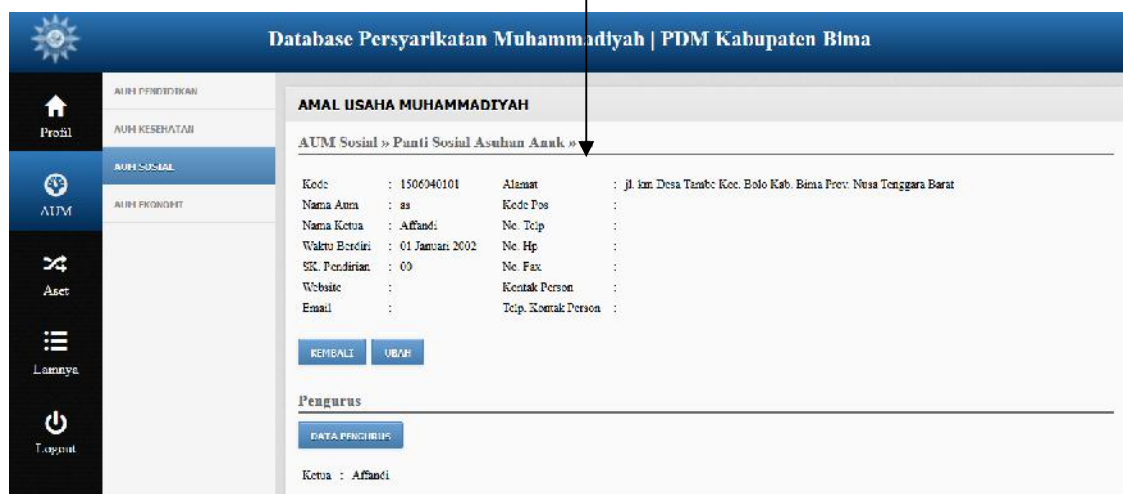 Database Persyarikatan Muhammadiyah | PDM Kabupaten Bima
Profil
AUM
Aset
Lainnya
Logout
AUM PENDIDIKAN
AUM KESEHATAN
AUM SOSIAL
AUM EKONOMI
AMAL USAHA MUHAMMADIYAH
AUM Sosial » Panti Sosial Asuhan Anak »
Kode : 1506040101 Alamat : jl. km Desa Tambe Kec. Bolo Kab. Bima Prov. Nusa Tenggara Barat
Nama Aum : as Kode Pos :
Nama Ketua : Affandi No. Telp :
Waktu Berdiri : 01 Januari 2002 No. Hp :
SK. Pendirian : 00 No. Fax :
Website : Kontak Person :
Email : Telp. Kontak Person :
KEMBALI UBAH
Pengurus
DATA PENGURUS
Ketua : Affandi